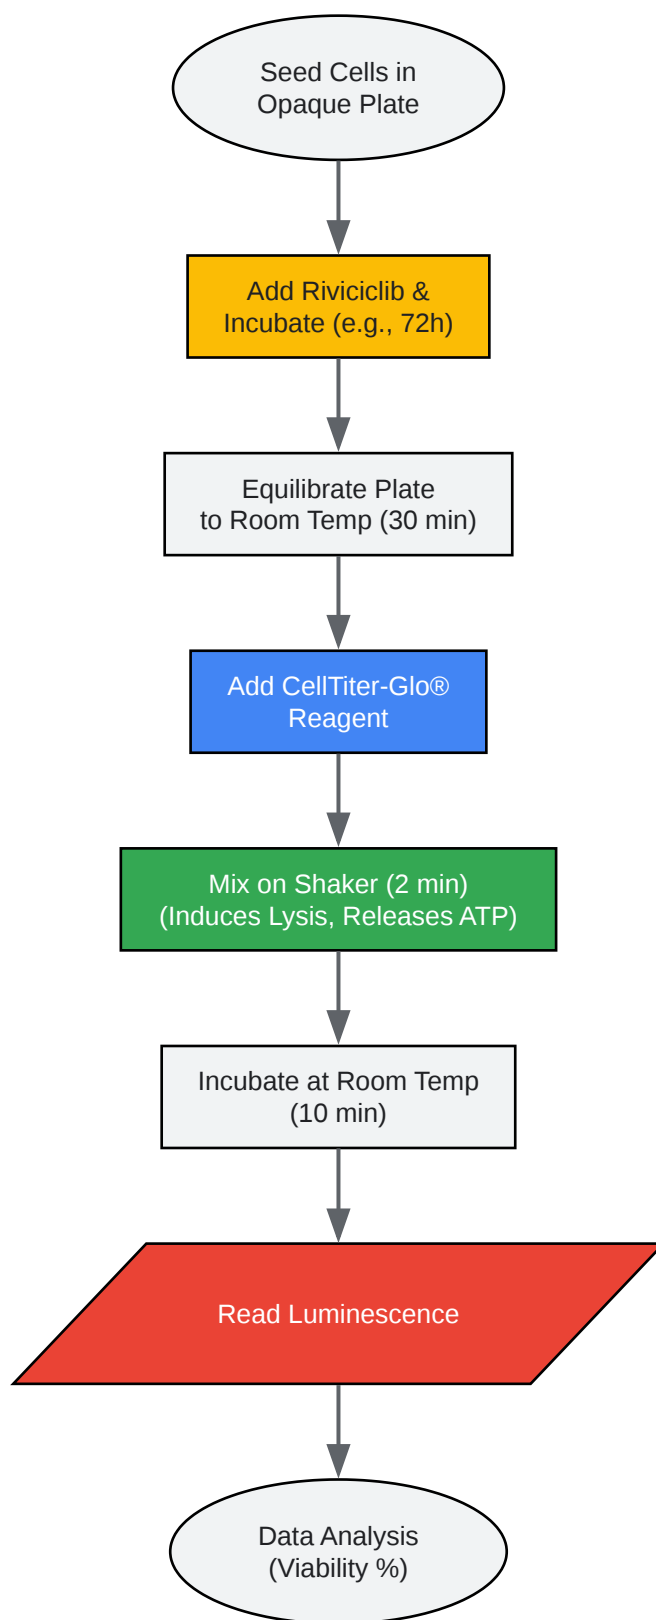 Seed Cells in
Opaque Plate
Add Riviciclib &
Incubate (e.g., 72h)
Equilibrate Plate
to Room Temp (30 min)
Add CellTiter-Glo®
Reagent
Mix on Shaker (2 min)
(Induces Lysis, Releases ATP)
Incubate at Room Temp
(10 min)
Read Luminescence
Data Analysis
(Viability %)